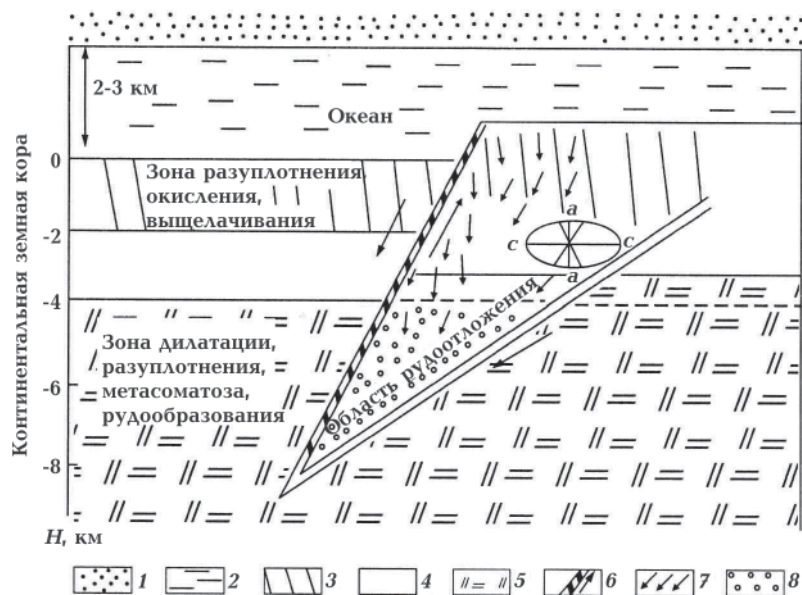 2-3 км
Океан
Континентальная земная кора
0
-2
-4
-6
-8
H, км
Зона разуплотнения,
окисления,
выщелачивания
a
c
c
a
Зона дилатации,
разуплотнения,
метасоматоза,
рудообразования
Область рудоотложения
1
2
3
4
5
6
7
8